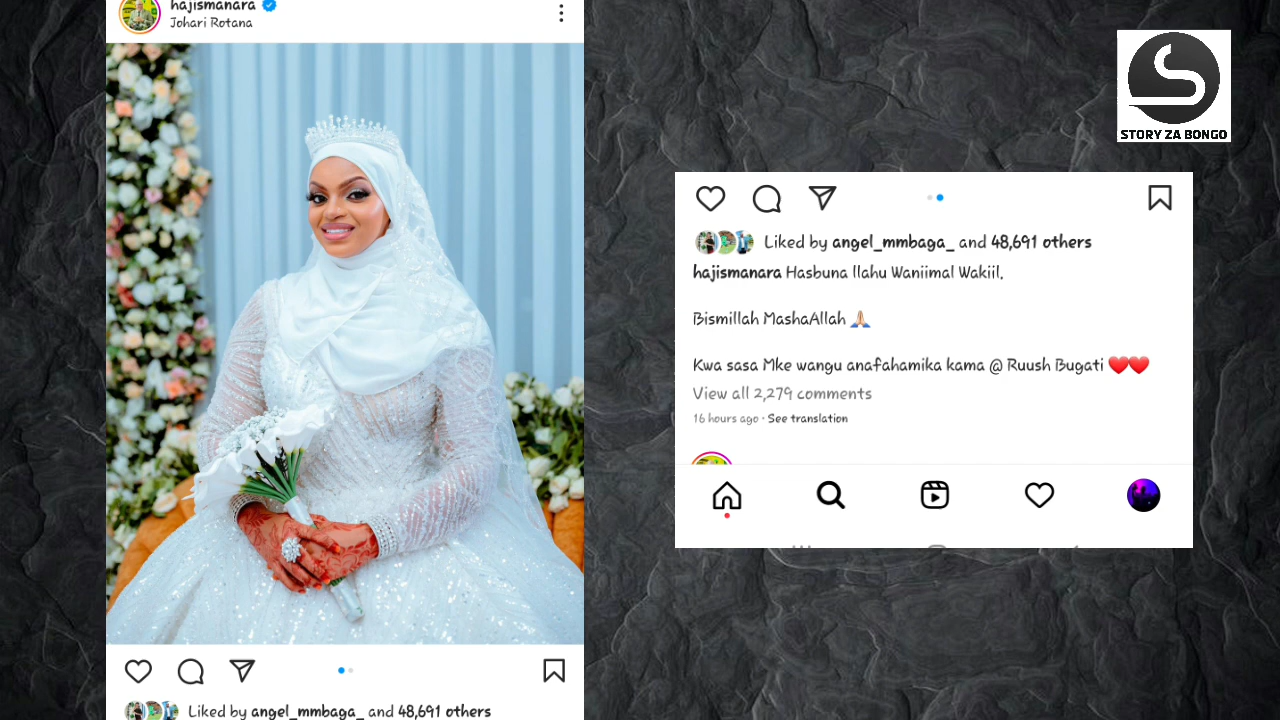 hajismanara
Johari Rotana
STORY ZA BONGO
Liked by angel_mmbaga_ and 48,691 others
hajismanara Hasbuna llahu Waniimal Wakiil.
Bismillah MashaAllah 🙏🏼
Kwa sasa Mke wangu anafahamika kama @ Ruush Bugati ❤️❤️
View all 2,279 comments
16 hours ago · See translation
Liked by angel_mmbaga_ and 48,691 others